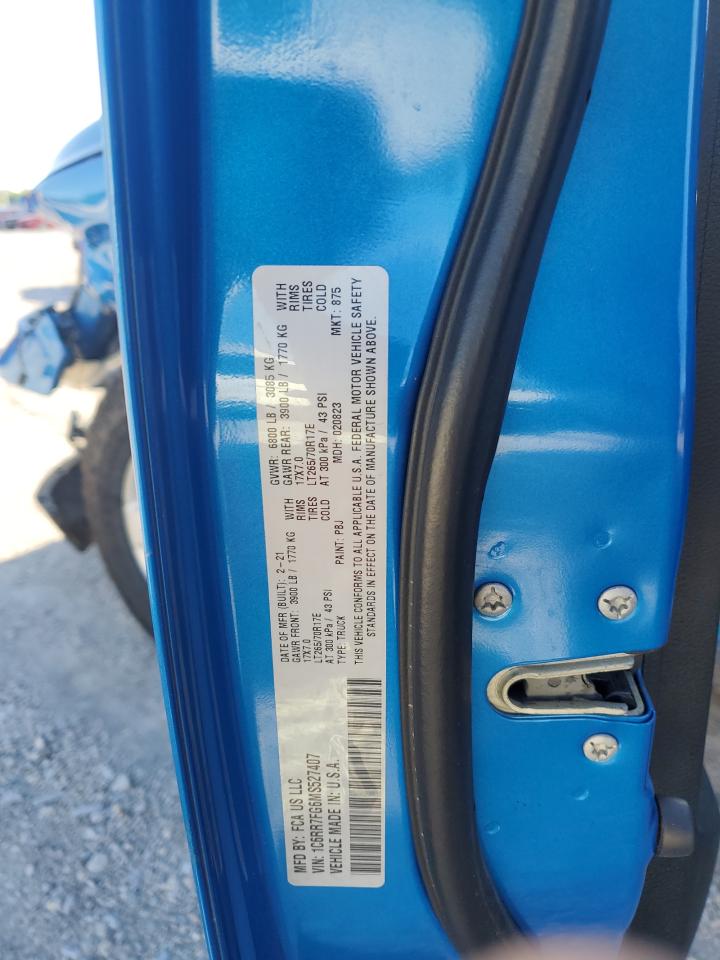 MFD BY: FCA US LLC
DATE OF MFR (BUILT): 2-21
GVWR: 6800 LB / 3085 KG
GAWR FRONT: 3900 LB / 1770 KG WITH
GAWR REAR: 3900 LB / 1770 KG WITH
17X7.0 RIMS
17X7.0 RIMS
LT265/70R17E TIRES
LT265/70R17E TIRES
AT 300 kPa / 43 PSI COLD
AT 300 kPa / 43 PSI COLD
VIN: 1C6RR7FG6MS527407
TYPE: TRUCK
PAINT: PBJ
MDH: 020823
MKT: 875
VEHICLE MADE IN: U.S.A.
THIS VEHICLE CONFORMS TO ALL APPLICABLE U.S.A. FEDERAL MOTOR VEHICLE SAFETY
STANDARDS IN EFFECT ON THE DATE OF MANUFACTURE SHOWN ABOVE.